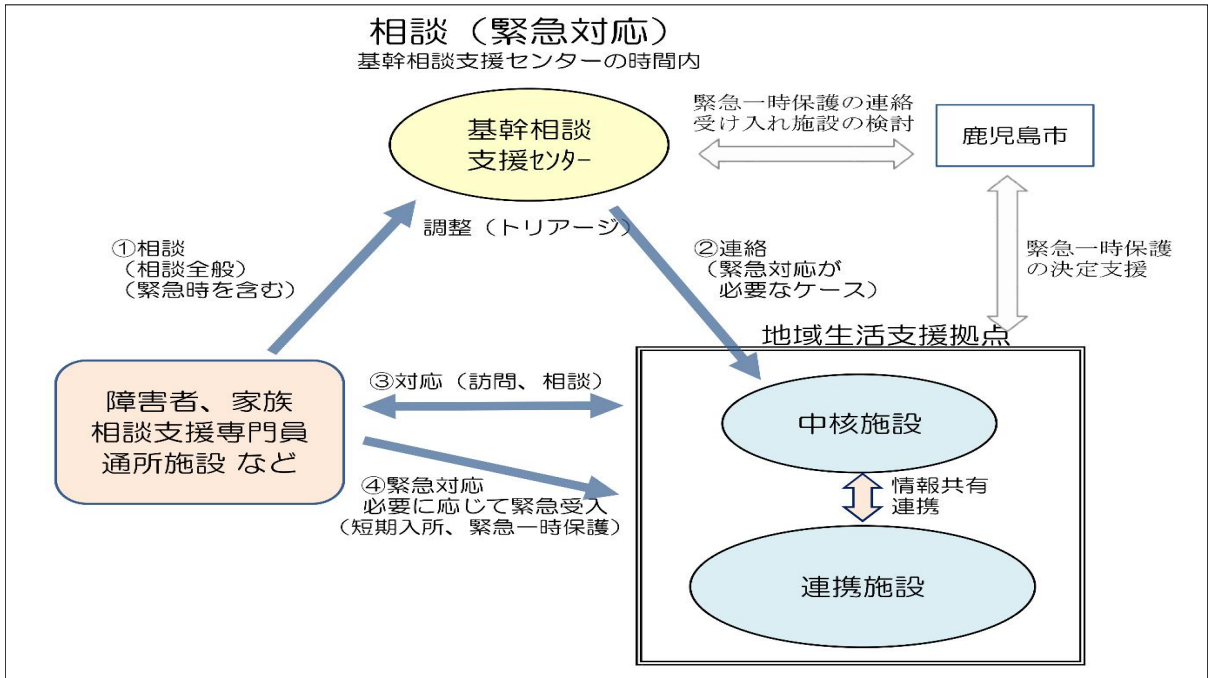 相談（緊急対応）
基幹相談支援センターの時間内
基幹相談
支援ｾﾝﾀｰ
緊急一時保護の連絡
受け入れ施設の検討
鹿児島市
調整（トリアージ）
①相談
（相談全般）
（緊急時を含む）
②連絡
（緊急対応が
必要なケース）
緊急一時保護
の決定支援
地域生活支援拠点
障害者、家族
相談支援専門員
通所施設 など
③対応（訪問、相談）
中核施設
④緊急対応
必要に応じて緊急受入
（短期入所、緊急一時保護）
情報共有
連携
連携施設